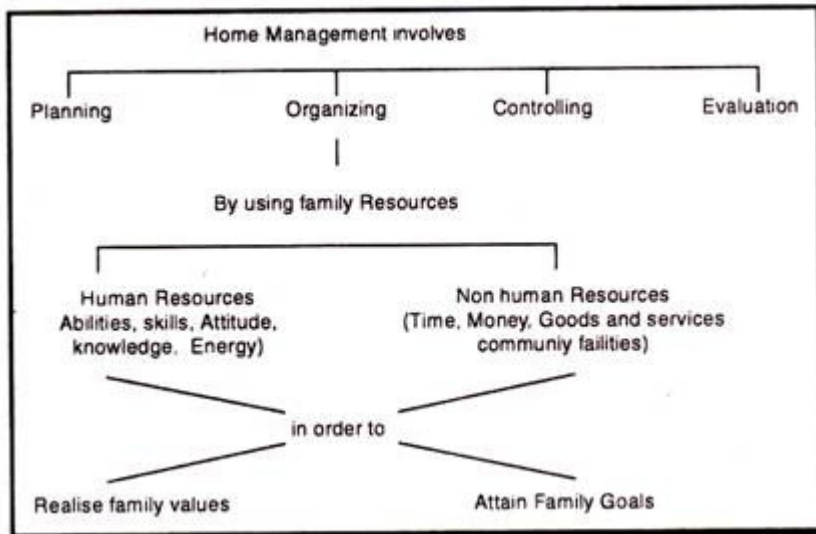 Home Management involves
Planning Organizing Controlling Evaluation
By using family Resources
Human Resources
Abilities, skills, Attitude,
knowledge. Energy)
Non human Resources
(Time, Money, Goods and services
communiy failities)
in order to
Realise family values
Attain Family Goals